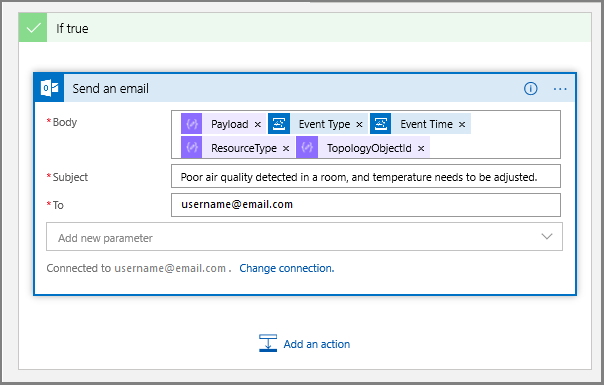 If true
Send an email
*Body
Payload × Event Type × Event Time ×
ResourceType × TopologyObjectId ×
*Subject Poor air quality detected in a room, and temperature needs to be adjusted.
*To username@email.com
Add new parameter
Connected to username@email.com . Change connection.
Add an action